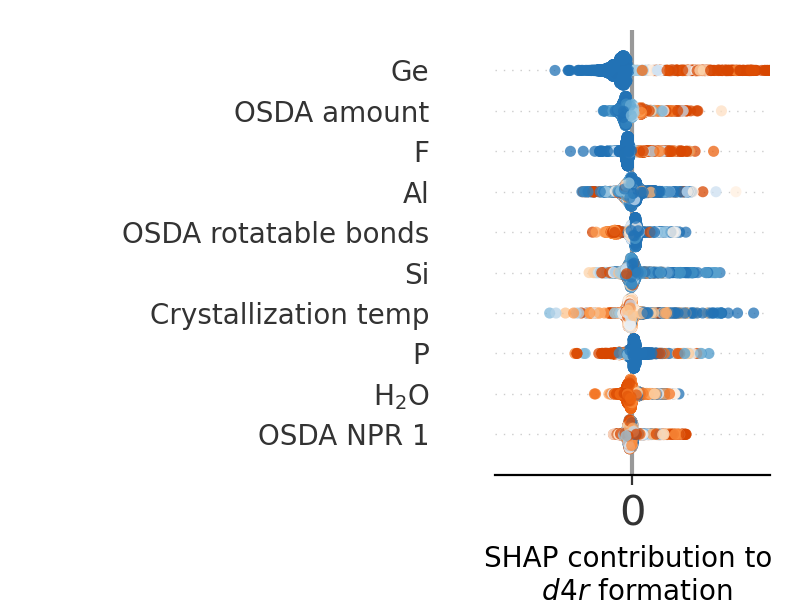 Ge
OSDA amount
F
Al
OSDA rotatable bonds
Si
Crystallization temp
P
H₂O
OSDA NPR 1
0
SHAP contribution to
d4r formation